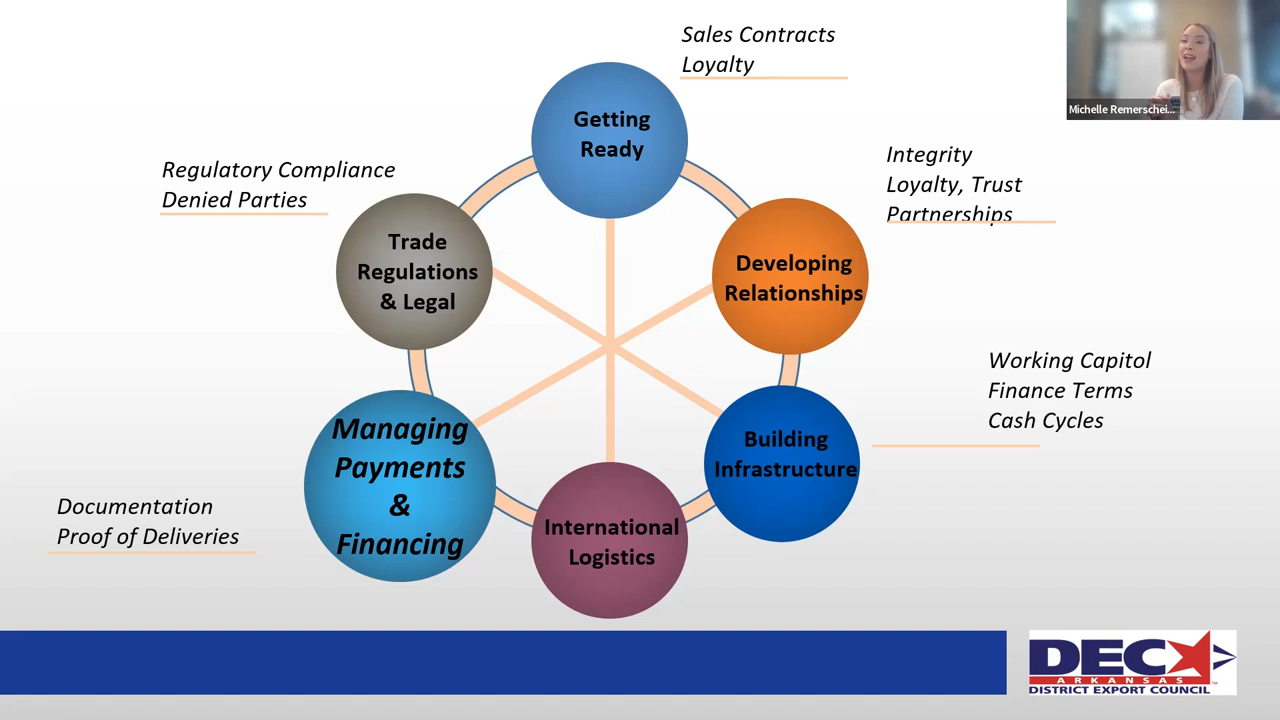 Sales Contracts
Loyalty
Michelle Remerschei...
Getting
Ready
Integrity
Loyalty, Trust
Partnerships
Regulatory Compliance
Denied Parties
Trade
Regulations
& Legal
Developing
Relationships
Working Capitol
Finance Terms
Cash Cycles
Managing
Payments
&
Financing
Building
Infrastructure
Documentation
Proof of Deliveries
International
Logistics
DEC
ARKANSAS
DISTRICT EXPORT COUNCIL